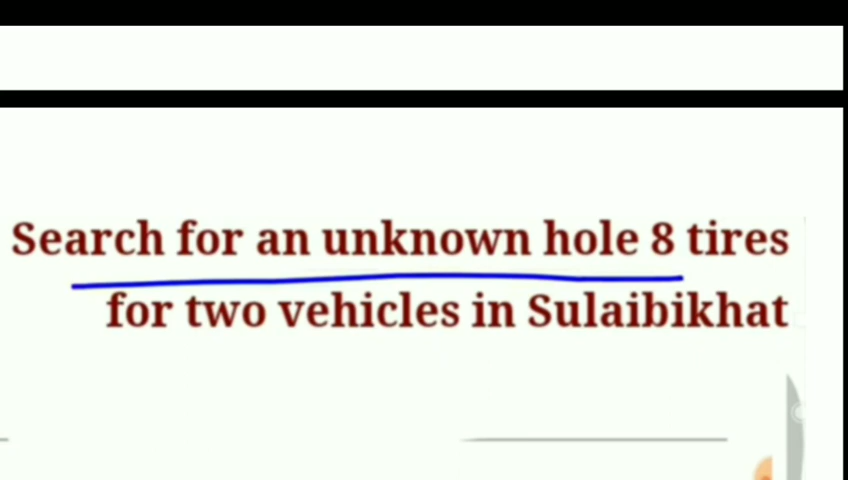 Search for an unknown hole 8 tires
for two vehicles in Sulaibikhat